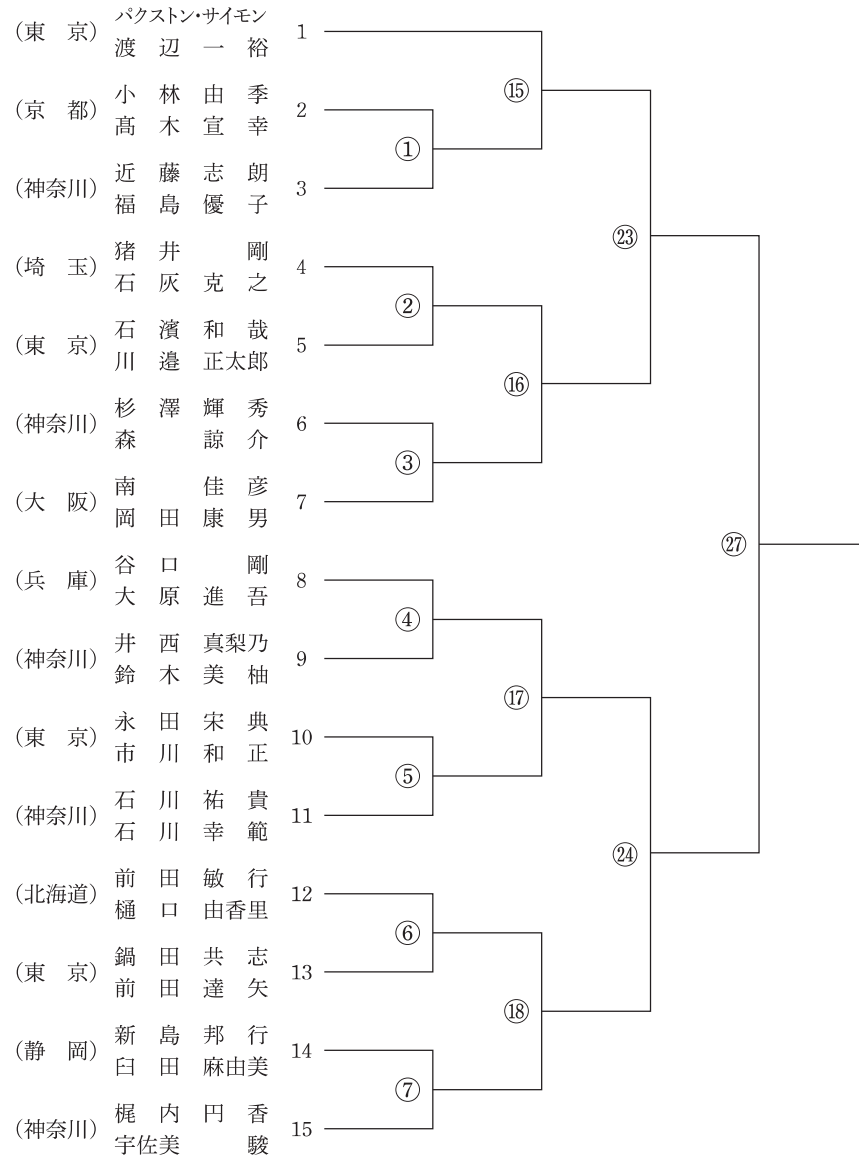 パクストン・サイモン
(東　京) 1
渡辺一裕
⑮
小林由季
(京　都) 2
髙木宣幸
①
近藤志朗
(神奈川) 3
福島優子
㉓
猪井　剛
(埼　玉) 4
石灰克之
②
石濱和哉
(東　京) 5
川邉正太郎
⑯
杉澤輝秀
(神奈川) 6
森　諒介
③
南　佳彦
(大　阪) 7
岡田康男
㉗
谷口　剛
(兵　庫) 8
大原進吾
④
井西真梨乃
(神奈川) 9
鈴木美柚
⑰
永田宋典
(東　京) 10
市川和正
⑤
石川祐貴
(神奈川) 11
石川幸範
㉔
前田敏行
(北海道) 12
樋口由香里
⑥
鍋田共志
(東　京) 13
前田達矢
⑱
新島邦行
(静　岡) 14
臼田麻由美
⑦
梶内円香
(神奈川) 15
宇佐美　駿